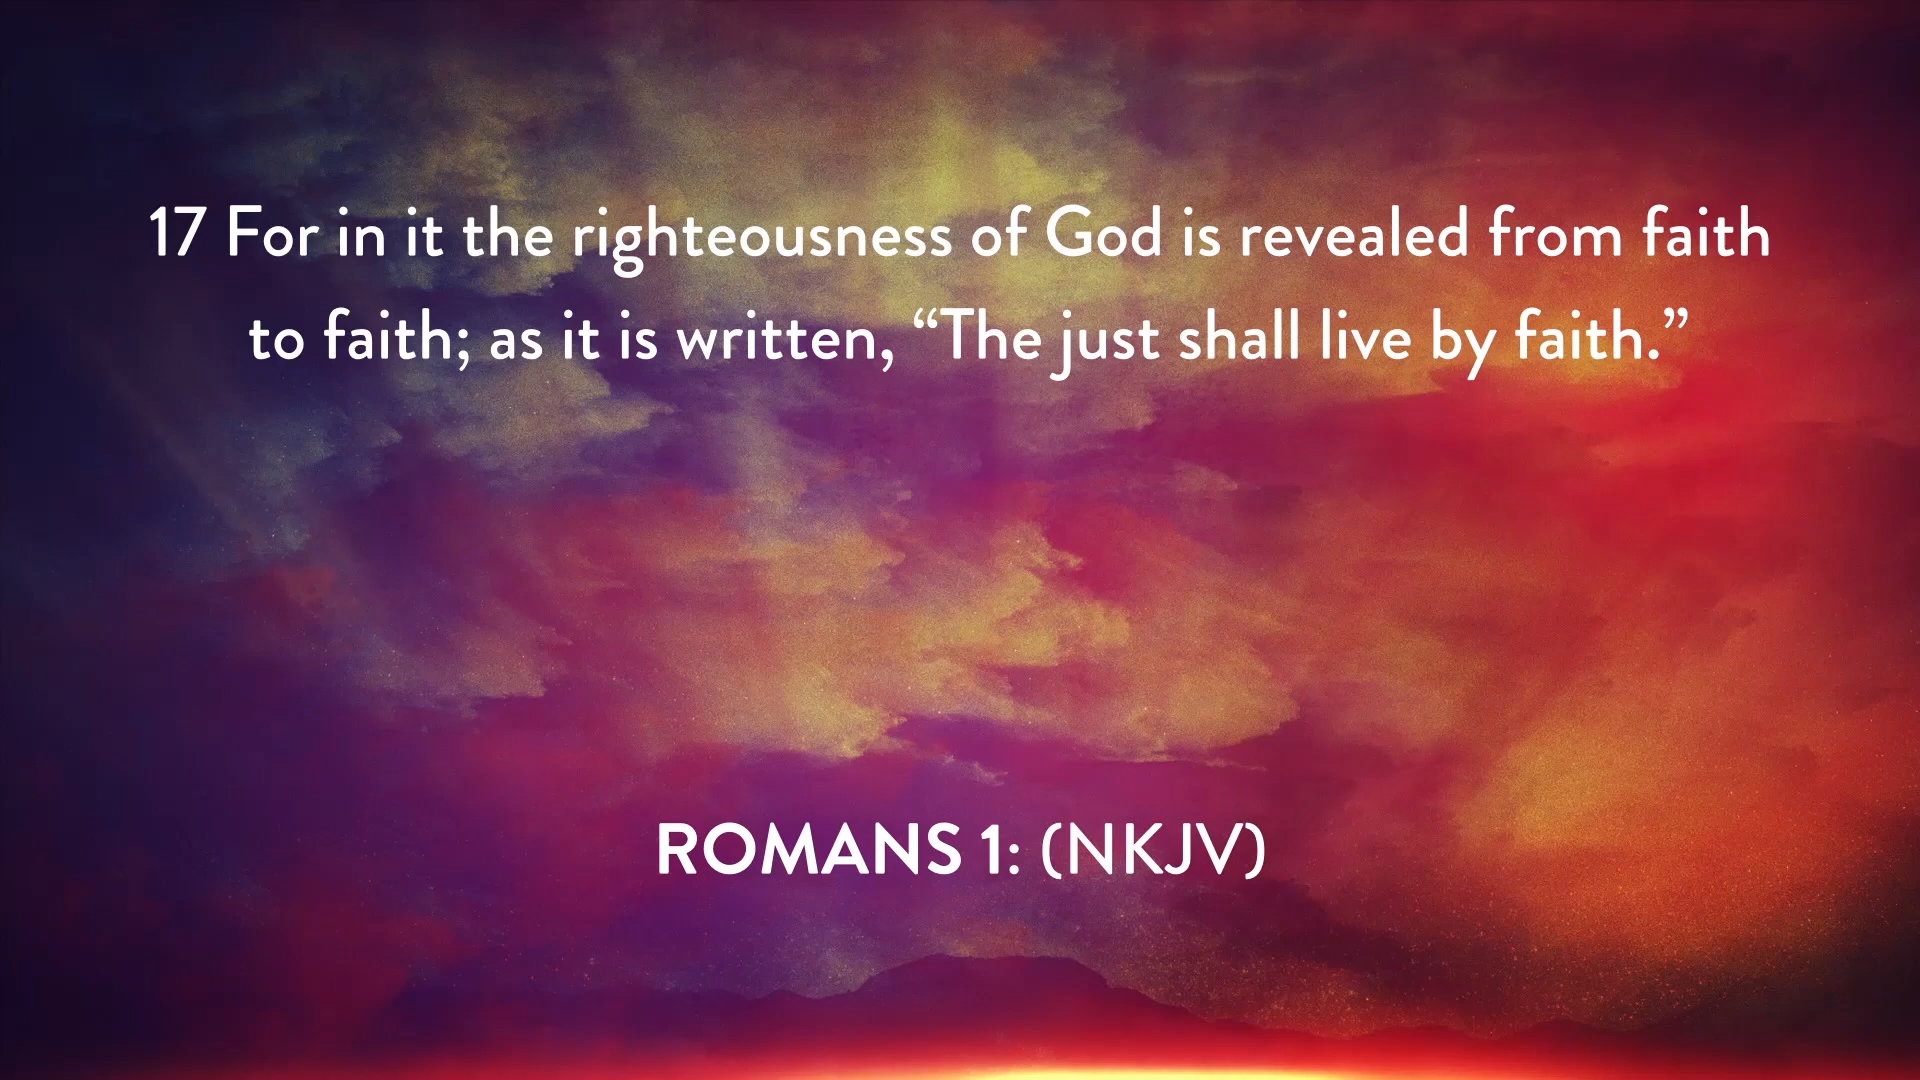 17 For in it the righteousness of God is revealed from faith
to faith; as it is written, “The just shall live by faith.”
ROMANS 1: (NKJV)